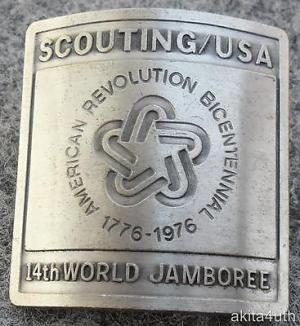 SCOUTING/USA
AMERICAN REVOLUTION BICENTENNIAL
1776-1976
14th WORLD JAMBOREE
akita4uth